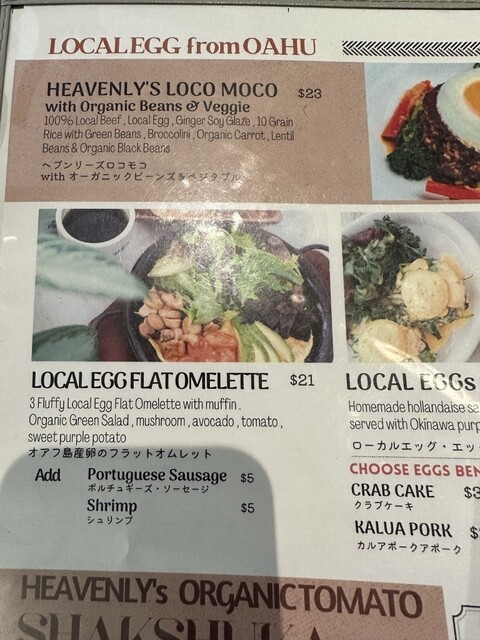 LOCAL EGG from OAHU
HEAVENLY'S LOCO MOCO $23
with Organic Beans & Veggie
100% Local Beef, Local Egg, Ginger Soy Glaze, 10 Grain
Rice with Green Beans, Broccolini, Organic Carrot, Lentil
Beans & Organic Black Beans
ヘブンリーズロコモコ
with オーガニックビーンズ&ベジタブル
LOCAL EGG FLAT OMELETTE $21
3 Fluffy Local Egg Flat Omelette with muffin.
Organic Green Salad, mushroom, avocado, tomato,
sweet purple potato
オアフ島産卵のフラットオムレット
Add Portuguese Sausage $5
ポルチュギーズ・ソーセージ
Shrimp $5
シュリンプ
LOCAL EGGs
Homemade hollandaise sa
served with Okinawa purp
ローカルエッグ・エッ
CHOOSE EGGS BEN
CRAB CAKE $3
クラブケーキ
KALUA PORK $
カルアポークアポーク
HEAVENLY's ORGANIC TOMATO
SHAKSHUKA